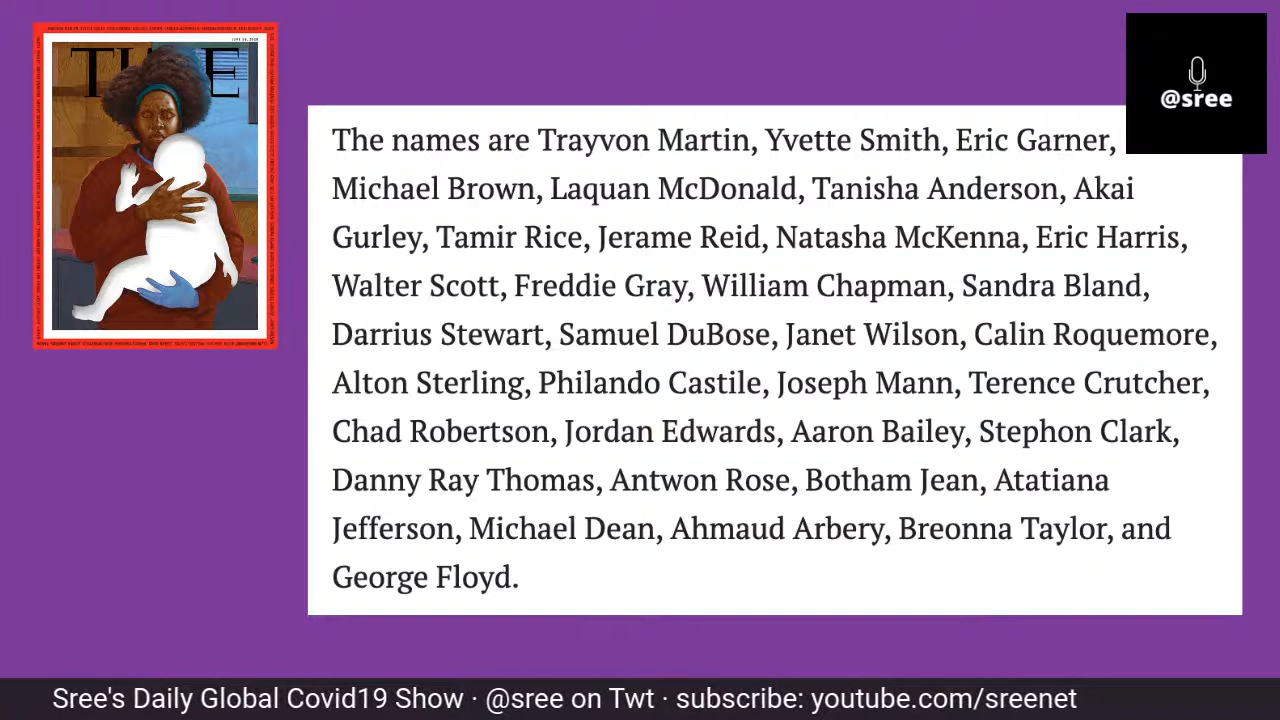 TIME
@sree
The names are Trayvon Martin, Yvette Smith, Eric Garner,
Michael Brown, Laquan McDonald, Tanisha Anderson, Akai
Gurley, Tamir Rice, Jerame Reid, Natasha McKenna, Eric Harris,
Walter Scott, Freddie Gray, William Chapman, Sandra Bland,
Darrius Stewart, Samuel DuBose, Janet Wilson, Calin Roquemore,
Alton Sterling, Philando Castile, Joseph Mann, Terence Crutcher,
Chad Robertson, Jordan Edwards, Aaron Bailey, Stephon Clark,
Danny Ray Thomas, Antwon Rose, Botham Jean, Atatiana
Jefferson, Michael Dean, Ahmaud Arbery, Breonna Taylor, and
George Floyd.
Sree's Daily Global Covid19 Show · @sree on Twt · subscribe: youtube.com/sreenet